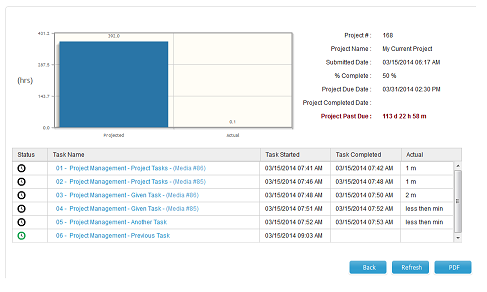 431.2
393.0
287.5
(hrs)
143.7
0.1
0.0
Projected
Actual
Project # : 168
Project Name : My Current Project
Submitted Date : 03/15/2014 06:17 AM
% Complete : 50 %
Project Due Date : 03/31/2014 02:30 PM
Project Completed Date :
Project Past Due : 113 d 22 h 58 m
Status Task Name Task Started Task Completed Actual
01 - Project Management - Project Tasks - (Media #86) 03/15/2014 07:41 AM 03/15/2014 07:42 AM 1 m
02 - Project Management - Project Tasks - (Media #85) 03/15/2014 07:46 AM 03/15/2014 07:48 AM 1 m
03 - Project Management - Given Task - (Media #86) 03/15/2014 07:48 AM 03/15/2014 07:50 AM 2 m
04 - Project Management - Given Task - (Media #85) 03/15/2014 07:51 AM 03/15/2014 07:52 AM less then min
05 - Project Management - Another Task 03/15/2014 07:52 AM 03/15/2014 07:53 AM less then min
06 - Project Management - Previous Task 03/15/2014 09:03 AM
Back Refresh PDF